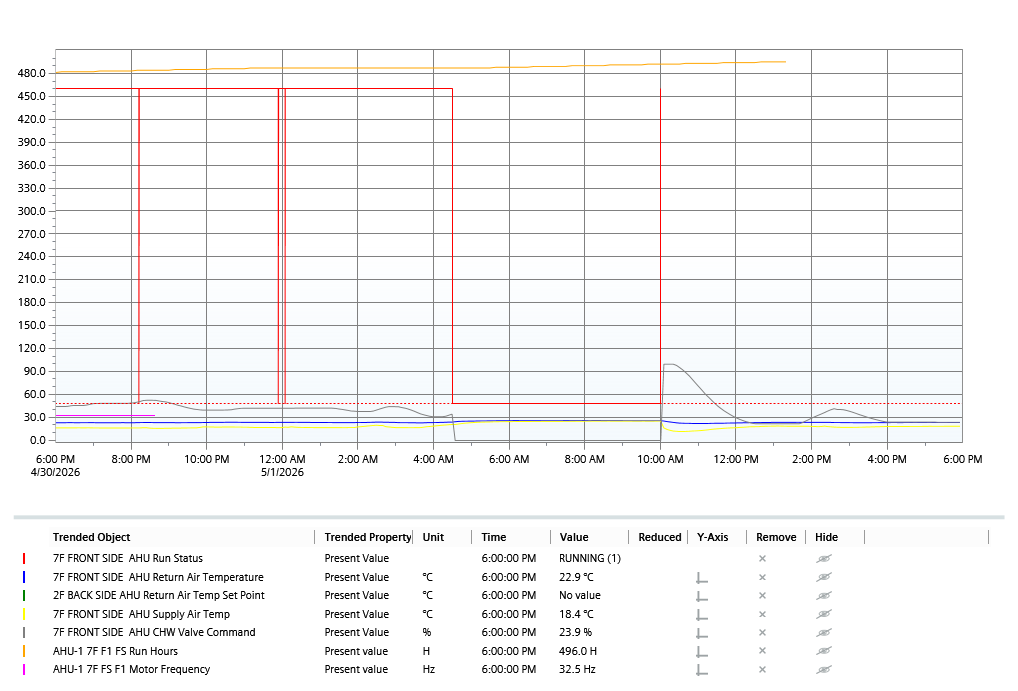 480.0
450.0
420.0
390.0
360.0
330.0
300.0
270.0
240.0
210.0
180.0
150.0
120.0
90.0
60.0
30.0
0.0
6:00 PM 8:00 PM 10:00 PM 12:00 AM 2:00 AM 4:00 AM 6:00 AM 8:00 AM 10:00 AM 12:00 PM 2:00 PM 4:00 PM 6:00 PM
4/30/2026 5/1/2026
Trended Object Trended Property Unit Time Value Reduced Y-Axis Remove Hide
7F FRONT SIDE AHU Run Status Present Value 6:00:00 PM RUNNING (1)
7F FRONT SIDE AHU Return Air Temperature Present Value °C 6:00:00 PM 22.9 °C
2F BACK SIDE AHU Return Air Temp Set Point Present Value °C 6:00:00 PM No value
7F FRONT SIDE AHU Supply Air Temp Present Value °C 6:00:00 PM 18.4 °C
7F FRONT SIDE AHU CHW Valve Command Present Value % 6:00:00 PM 23.9 %
AHU-1 7F F1 FS Run Hours Present value H 6:00:00 PM 496.0 H
AHU-1 7F FS F1 Motor Frequency Present value Hz 6:00:00 PM 32.5 Hz